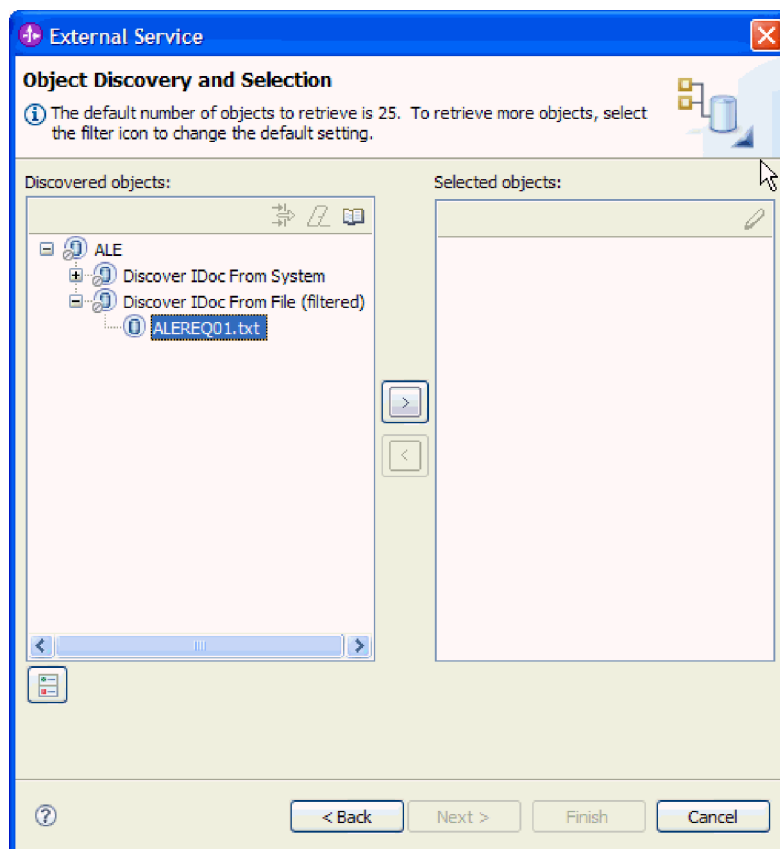 External Service
Object Discovery and Selection
The default number of objects to retrieve is 25. To retrieve more objects, select
the filter icon to change the default setting.
Discovered objects:
Selected objects:
ALE
Discover IDoc From System
Discover IDoc From File (filtered)
ALEREQ01.txt
>
<
< Back
Next >
Finish
Cancel